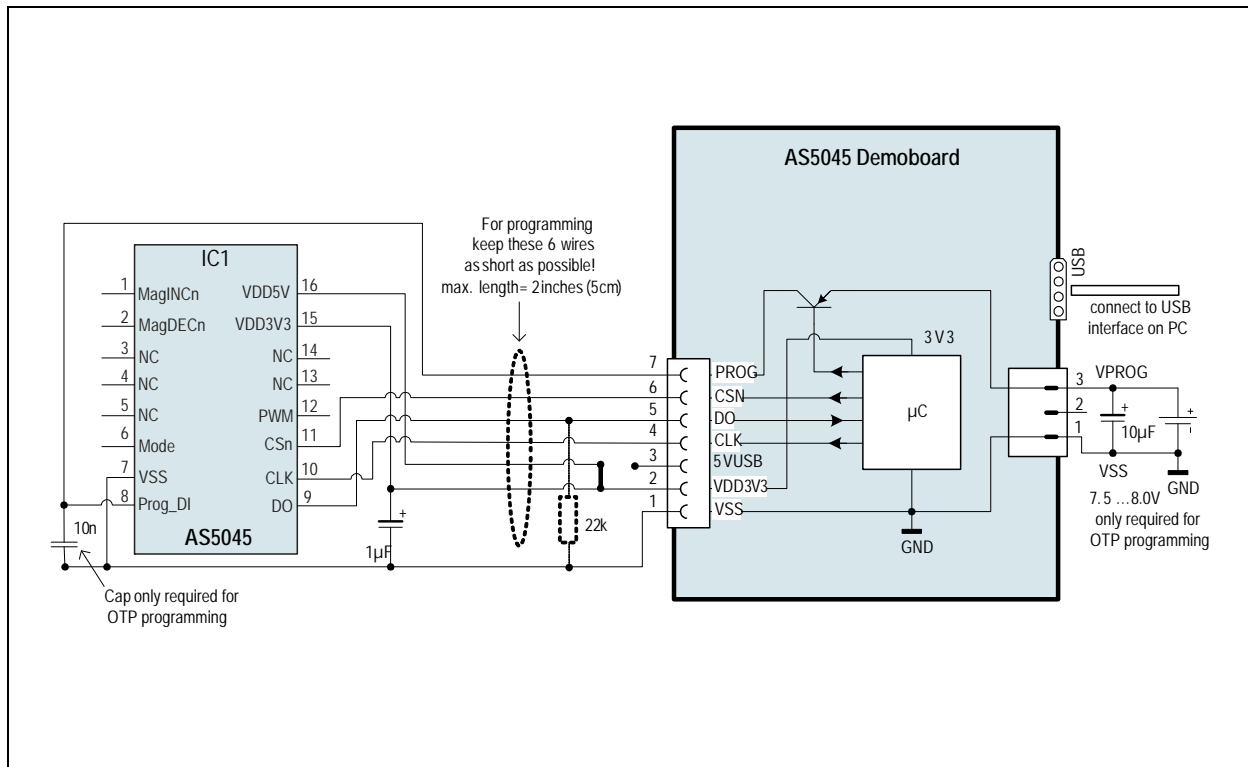 AS5045 Demoboard
For programming
keep these 6 wires
as short as possible!
max. length= 2inches (5cm)
IC1
1
MagINCn
2
MagDECn
3
NC
4
NC
5
NC
6
Mode
7
VSS
8
Prog_DI
VDD5V
16
VDD3V3
15
NC
14
NC
13
PWM
12
CSn
11
CLK
10
DO
9
AS5045
10n
Cap only required for
OTP programming
1µF
22k
7
PROG
6
CSN
5
DO
4
CLK
3
5VUSB
2
VDD3V3
1
VSS
3V3
µC
GND
USB
connect to USB
interface on PC
3
VPROG
2
1
+
10µF
+
-
VSS
GND
7.5 ...8.0V
only required for
OTP programming
+